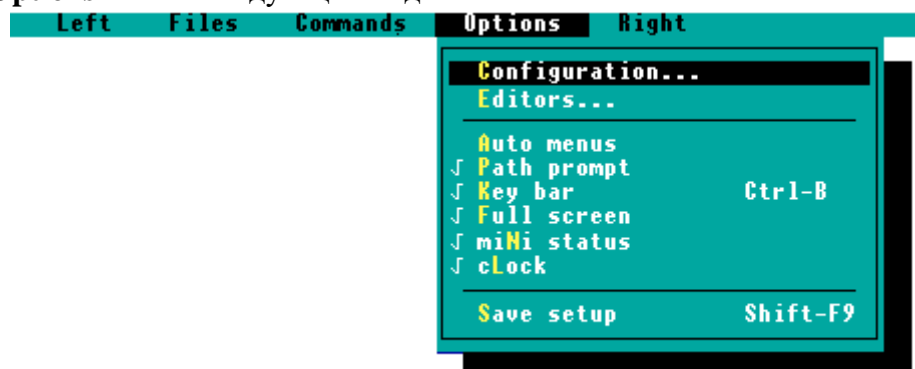 Left Files Commands Options Right
Configuration...
Editors...
Auto menus
√ Path prompt
√ Key bar Ctrl-B
√ Full screen
√ miNi status
√ cLock
Save setup Shift-F9